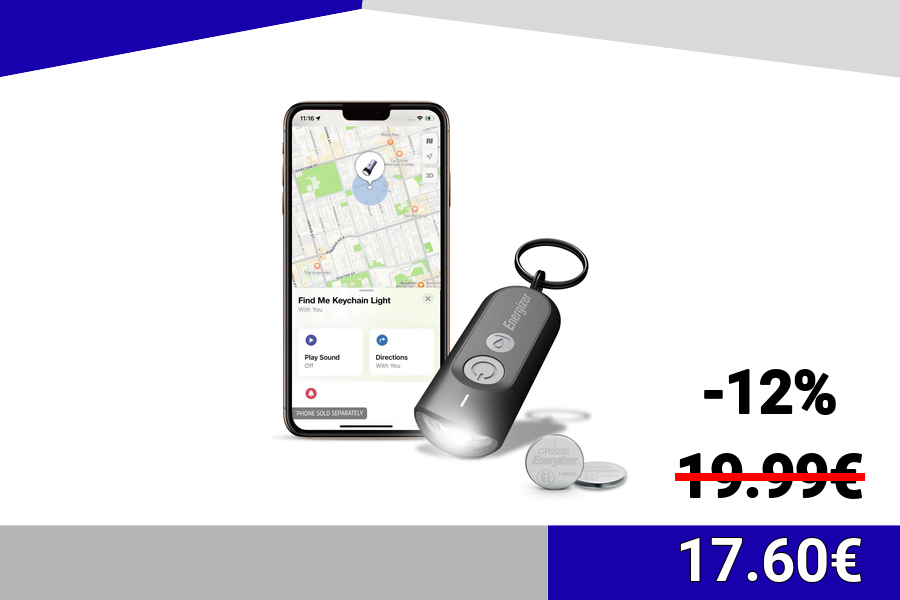 11:16
3D
Find Me Keychain Light
With You
Play Sound
Off
Directions
With You
PHONE SOLD SEPARATELY
Energizer
CR2032
Energizer
-12%
19.99€
17.60€